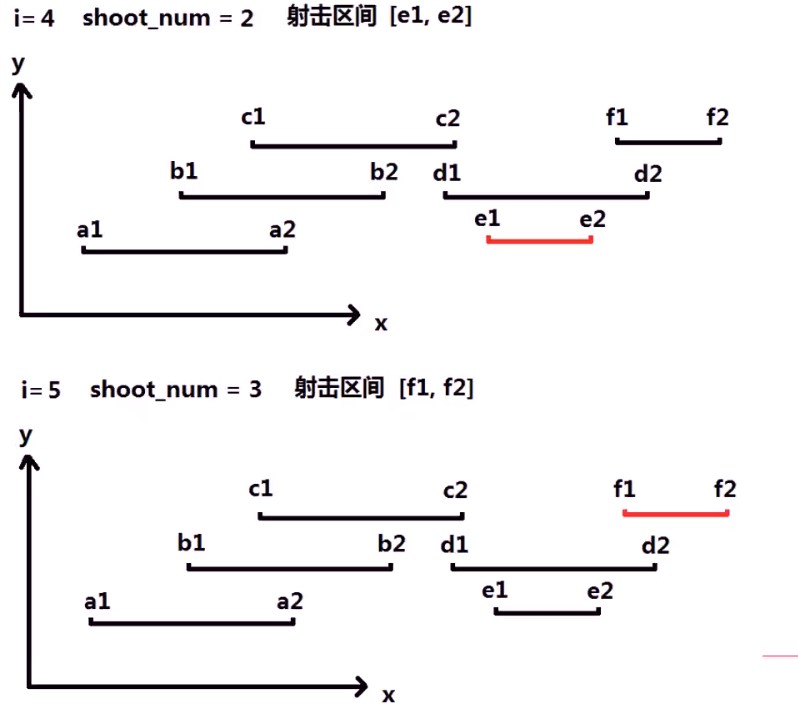 i= 4 shoot_num = 2 射击区间 [e1, e2]
y
c1 c2 f1 f2
b1 b2 d1 d2
a1 a2 e1 e2
x
i= 5 shoot_num = 3 射击区间 [f1, f2]
y
c1 c2 f1 f2
b1 b2 d1 d2
a1 a2 e1 e2
x